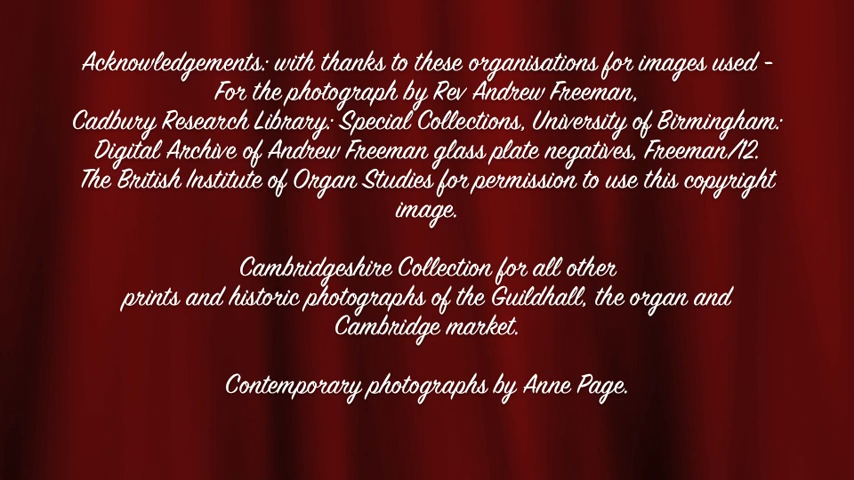 Acknowledgements: with thanks to these organisations for images used -
For the photograph by Rev Andrew Freeman,
Cadbury Research Library: Special Collections, University of Birmingham:
Digital Archive of Andrew Freeman glass plate negatives, Freeman/12.
The British Institute of Organ Studies for permission to use this copyright
image.
Cambridgeshire Collection for all other
prints and historic photographs of the Guildhall, the organ and
Cambridge market.
Contemporary photographs by Anne Page.